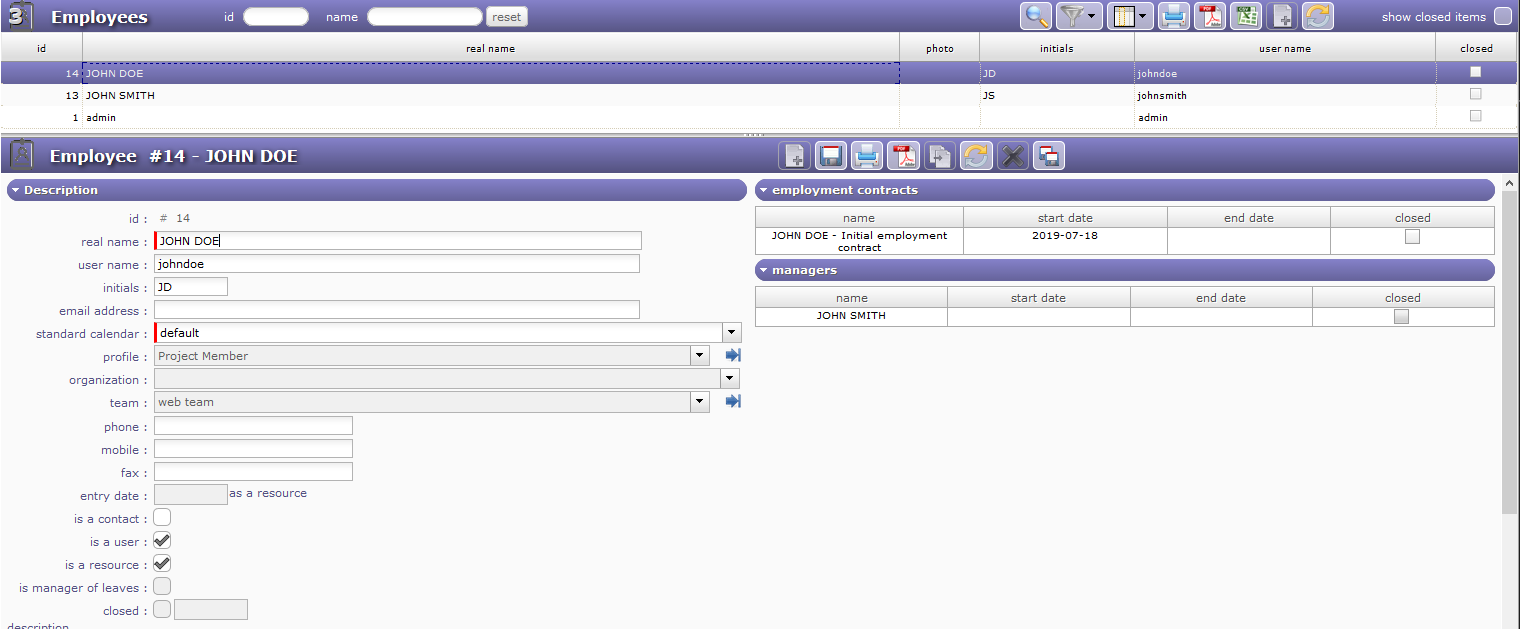 3 Employees id name reset show closed items
id real name photo initials user name closed
14 JOHN DOE JD johndoe
13 JOHN SMITH JS johnsmith
1 admin admin
Employee #14 - JOHN DOE
Description
id : # 14
real name : JOHN DOE
user name : johndoe
initials : JD
email address :
standard calendar : default
profile : Project Member
organization :
team : web team
phone :
mobile :
fax :
entry date : as a resource
is a contact :
is a user :
is a resource :
is manager of leaves :
closed :
description
employment contracts
name start date end date closed
JOHN DOE - Initial employment 2019-07-18
contract
managers
name start date end date closed
JOHN SMITH